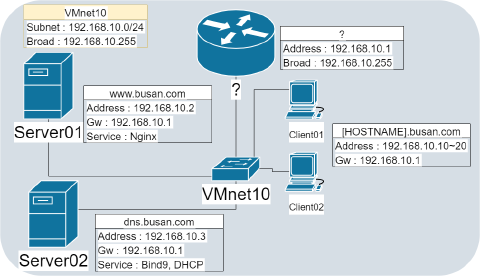 VMnet10
Subnet : 192.168.10.0/24
Broad : 192.168.10.255
?
Address : 192.168.10.1
Broad : 192.168.10.255
?
www.busan.com
Address : 192.168.10.2
Gw : 192.168.10.1
Service : Nginx
Server01
Client01
[HOSTNAME].busan.com
Address : 192.168.10.10~20
Gw : 192.168.10.1
VMnet10
Client02
dns.busan.com
Address : 192.168.10.3
Gw : 192.168.10.1
Service : Bind9, DHCP
Server02